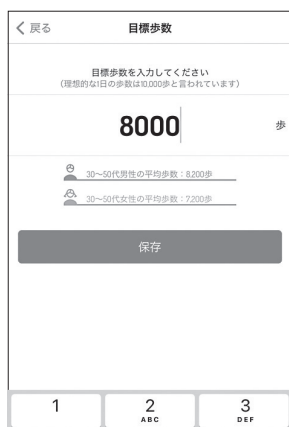 戻る
目標歩数
目標歩数を入力してください
(理想的な1日の歩数は10,000歩と言われています)
8000 歩
30〜50代男性の平均歩数：8,200歩
30〜50代女性の平均歩数：7,200歩
保存
1 2 3
ABC DEF